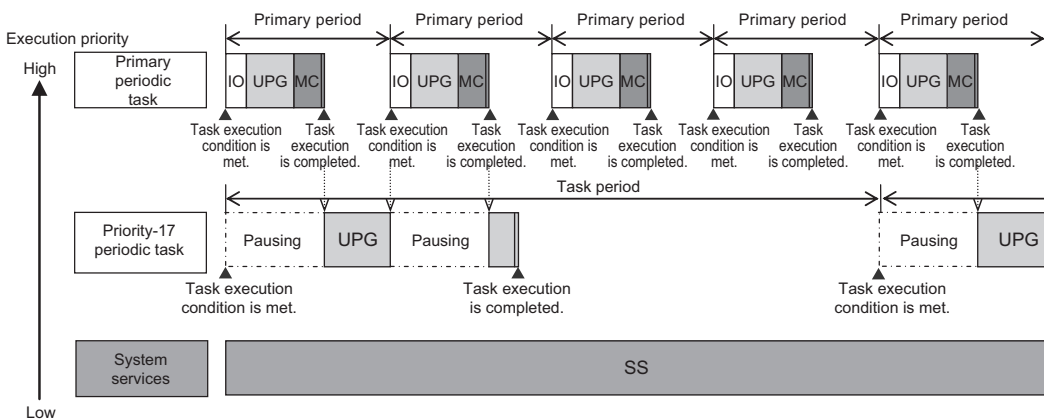 Primary period
Primary period
Primary period
Primary period
Primary period
Execution priority
High
Primary
periodic
task
IO
UPG
MC
IO
UPG
MC
IO
UPG
MC
IO
UPG
MC
IO
UPG
MC
Task execution
condition is
met.
Task
execution
is completed.
Task execution
condition is
met.
Task
execution
is completed.
Task execution
condition is
met.
Task
execution
is completed.
Task execution
condition is
met.
Task
execution
is completed.
Task execution
condition is
met.
Task
execution
is completed.
Task period
Priority-17
periodic task
Pausing
UPG
Pausing
Pausing
UPG
Task execution
condition is met.
Task execution
is completed.
Task execution
condition is met.
System
services
SS
Low